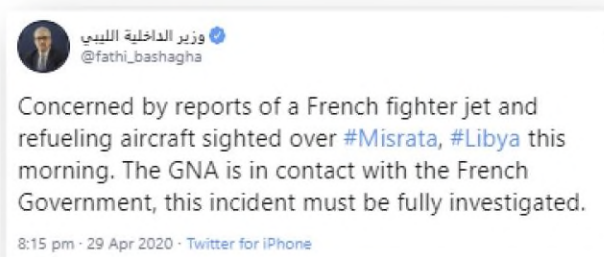 وزير الداخلية الليبي
@fathi_bashagha
Concerned by reports of a French fighter jet and
refueling aircraft sighted over #Misrata, #Libya this
morning. The GNA is in contact with the French
Government, this incident must be fully investigated.
8:15 pm · 29 Apr 2020 · Twitter for iPhone